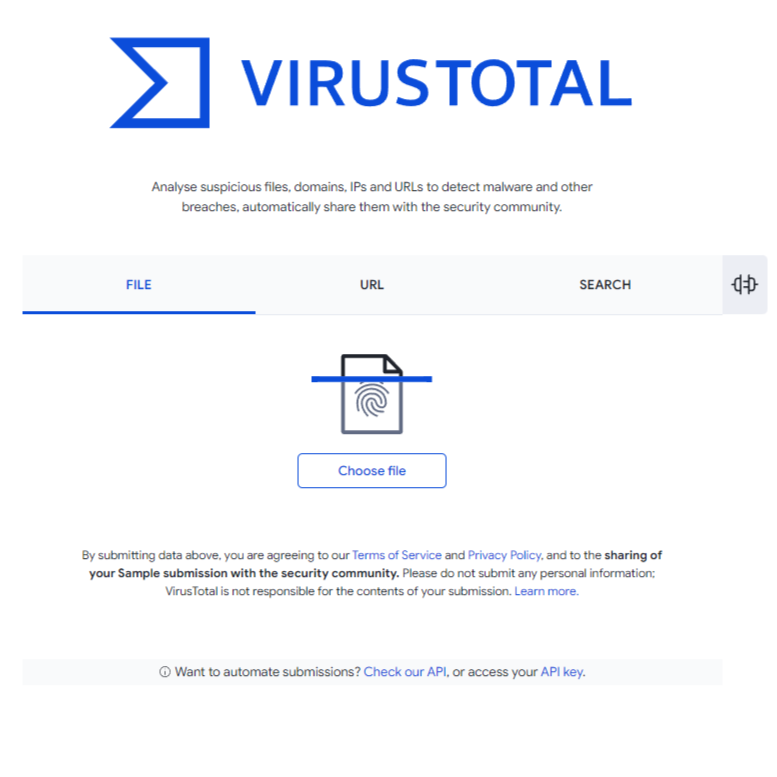 VIRUSTOTAL
Analyse suspicious files, domains, IPs and URLs to detect malware and other
breaches, automatically share them with the security community.
FILE
URL
SEARCH
Choose file
By submitting data above, you are agreeing to our Terms of Service and Privacy Policy, and to the sharing of
your Sample submission with the security community. Please do not submit any personal information;
VirusTotal is not responsible for the contents of your submission. Learn more.
Want to automate submissions? Check our API, or access your API key.